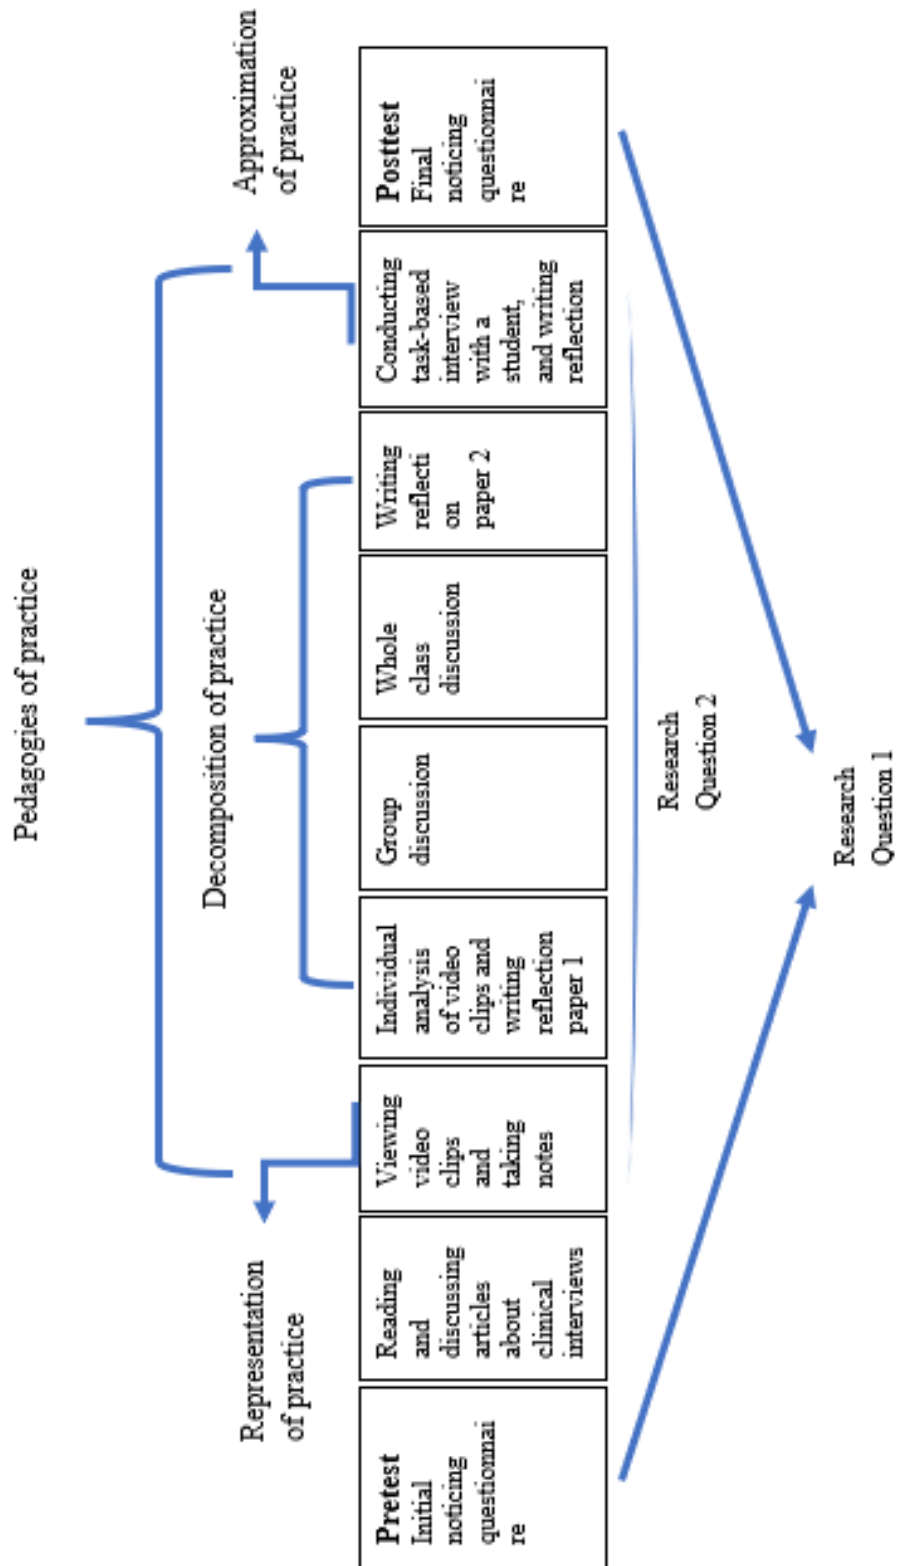 Pedagogies of practice
Decomposition of practice
Representation
of practice
Approximation
of practice
Pretest
Initial
noticing
questionnai
re
Reading
and
discussing
articles
about
clinical
interviews
Viewing
video
clips
and
taking
notes
Individual
analysis
of video
clips and
writing
reflection
paper 1
Group
discussion
Whole
class
discussion
Writing
reflecti
on
paper 2
Conducting
task-based
interview
with a
student,
and writing
reflection
Posttest
Final
noticing
questionnai
re
Research
Question 2
Research
Question 1